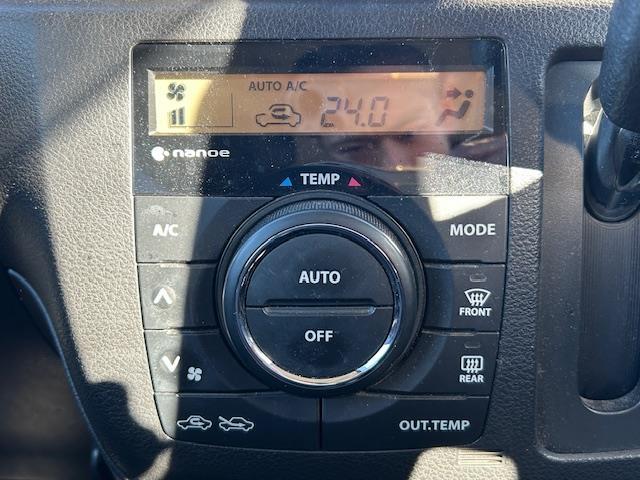 AUTO A/C
24.0
nanoe
TEMP
A/C
MODE
AUTO
OFF
FRONT
REAR
OUT.TEMP